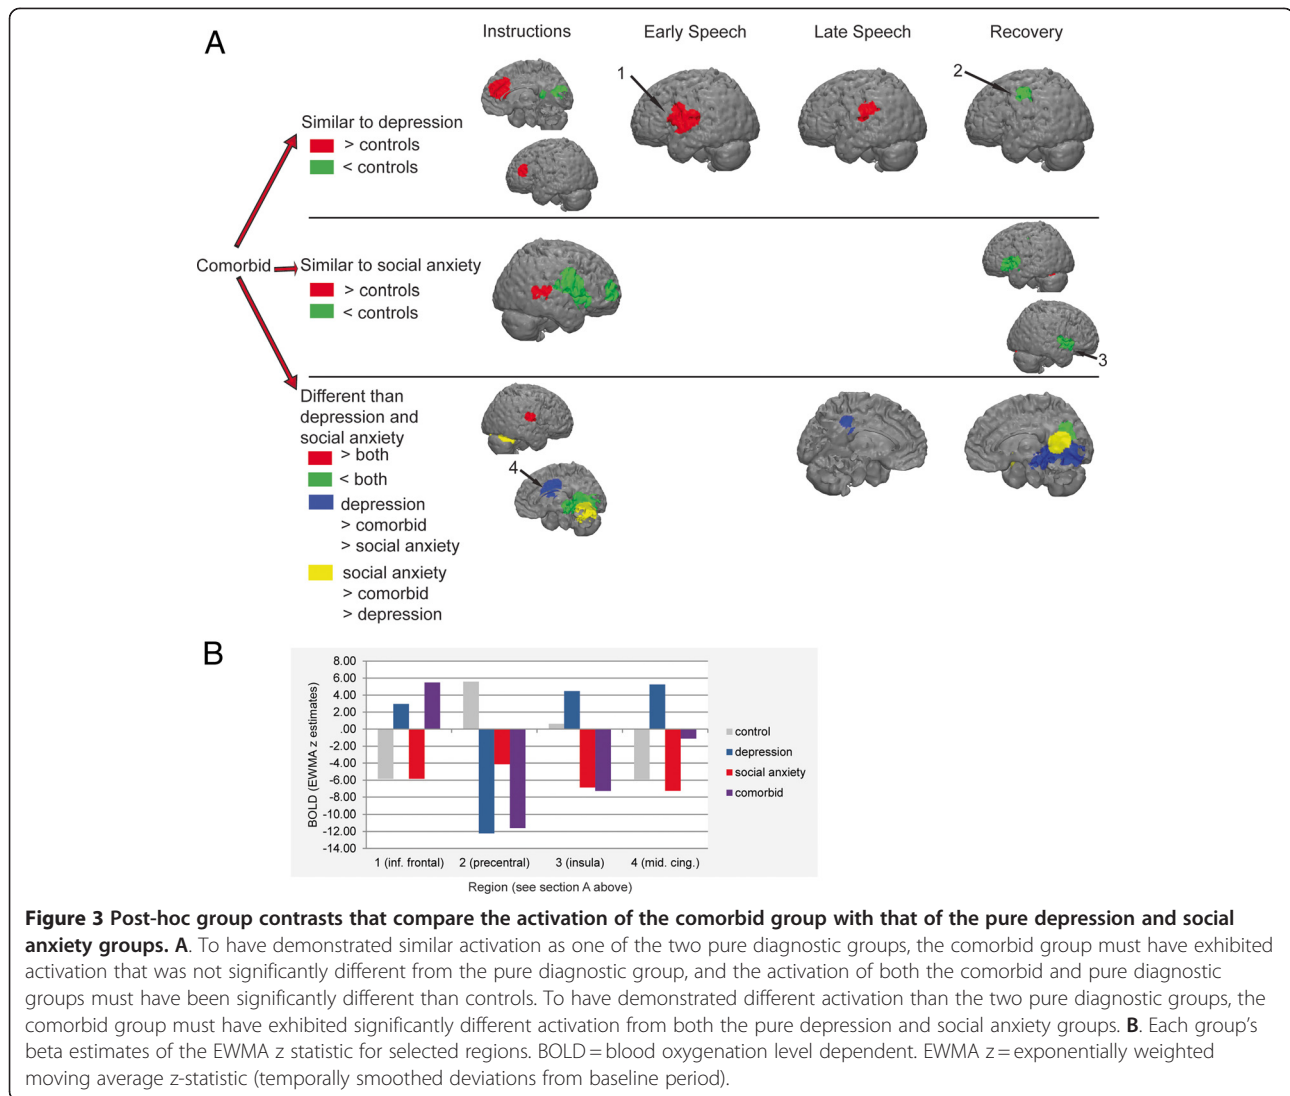 A
Instructions
Early Speech
Late Speech
Recovery
1
2
Similar to depression
> controls
< controls
Comorbid
Similar to social anxiety
> controls
< controls
3
Different than
depression and
social anxiety
> both
< both
depression
> comorbid
> social anxiety
social anxiety
> comorbid
> depression
4
B
BOLD (EWMA z estimates)
8.00
6.00
4.00
2.00
.00
-2.00
-4.00
-6.00
-8.00
-10.00
-12.00
-14.00
1 (inf. frontal)
2 (precentral)
3 (insula)
4 (mid. cing.)
Region (see section A above)
control
depression
social anxiety
comorbid
Figure 3 Post-hoc group contrasts that compare the activation of the comorbid group with that of the pure depression and social
anxiety groups. A. To have demonstrated similar activation as one of the two pure diagnostic groups, the comorbid group must have exhibited
activation that was not significantly different from the pure diagnostic group, and the activation of both the comorbid and pure diagnostic
groups must have been significantly different than controls. To have demonstrated different activation than the two pure diagnostic groups, the
comorbid group must have exhibited significantly different activation from both the pure depression and social anxiety groups. B. Each group's
beta estimates of the EWMA z statistic for selected regions. BOLD = blood oxygenation level dependent. EWMA z = exponentially weighted
moving average z-statistic (temporally smoothed deviations from baseline period).